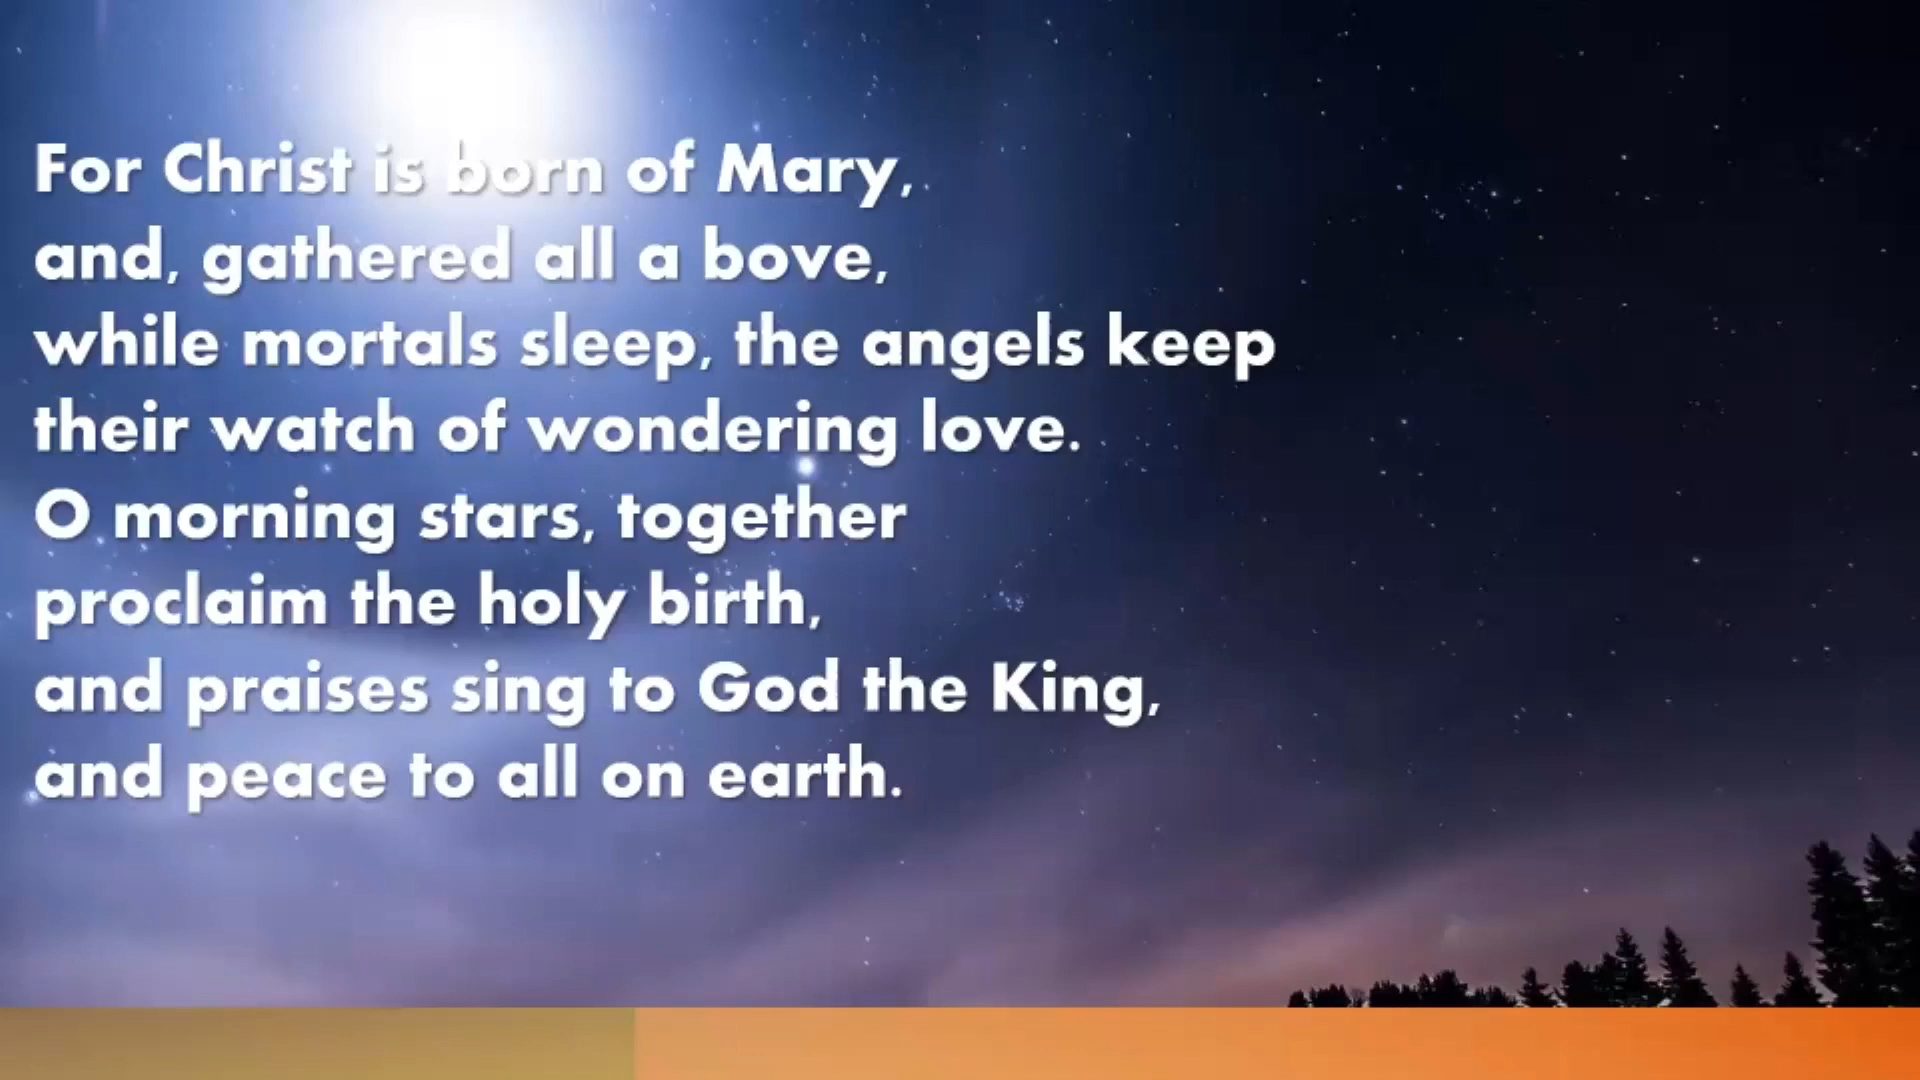 For Christ is born of Mary,
and, gathered all a bove,
while mortals sleep, the angels keep
their watch of wondering love.
O morning stars, together
proclaim the holy birth,
and praises sing to God the King,
and peace to all on earth.